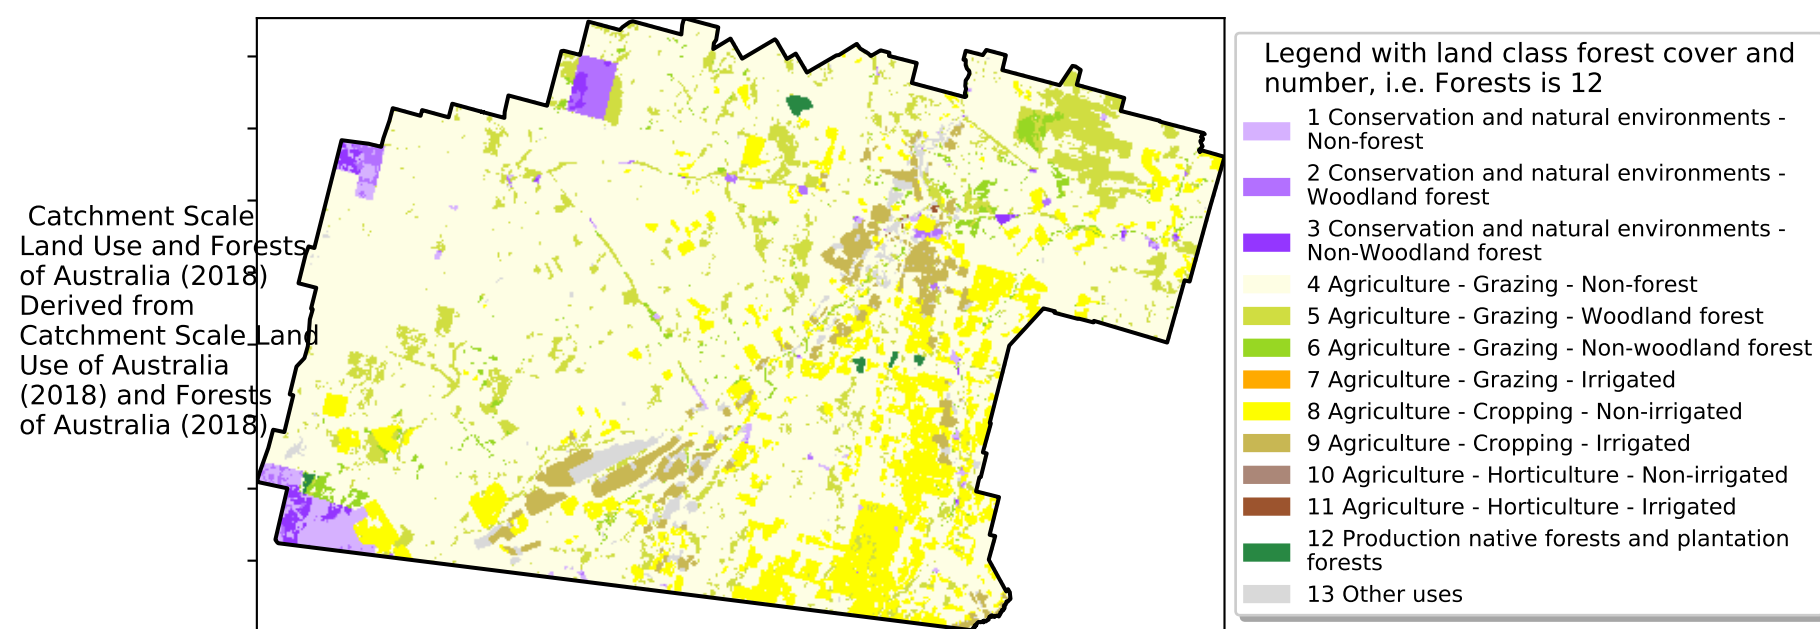 Catchment Scale
Land Use and Forests
of Australia (2018)
Derived from
Catchment Scale Land
Use of Australia
(2018) and Forests
of Australia (2018)
Legend with land class forest cover and
number, i.e. Forests is 12
1 Conservation and natural environments -
Non-forest
2 Conservation and natural environments -
Woodland forest
3 Conservation and natural environments -
Non-Woodland forest
4 Agriculture - Grazing - Non-forest
5 Agriculture - Grazing - Woodland forest
6 Agriculture - Grazing - Non-woodland forest
7 Agriculture - Grazing - Irrigated
8 Agriculture - Cropping - Non-irrigated
9 Agriculture - Cropping - Irrigated
10 Agriculture - Horticulture - Non-irrigated
11 Agriculture - Horticulture - Irrigated
12 Production native forests and plantation
forests
13 Other uses